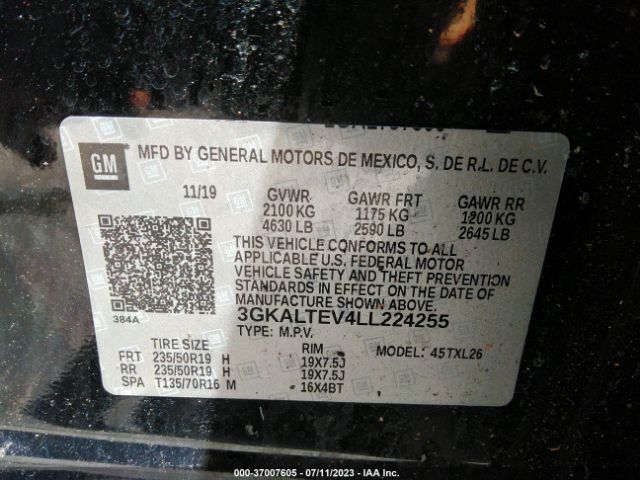 GM
MFD BY GENERAL MOTORS DE MEXICO, S. DE R.L. DE C.V.
11/19 GVWR GAWR FRT GAWR RR
2100 KG 1175 KG 1200 KG
4630 LB 2590 LB 2645 LB
THIS VEHICLE CONFORMS TO ALL
APPLICABLE U.S. FEDERAL MOTOR
VEHICLE SAFETY AND THEFT PREVENTION
STANDARDS IN EFFECT ON THE DATE OF
MANUFACTURE SHOWN ABOVE.
384A
3GKALTEV4LL224255
TYPE: M.P.V. MODEL: 45TXL26
TIRE SIZE RIM
FRT 235/50R19 H 19X7.5J
RR 235/50R19 H 19X7.5J
SPA T135/70R16 M 16X4BT
000-37007605 - 07/11/2023 - IAA Inc.